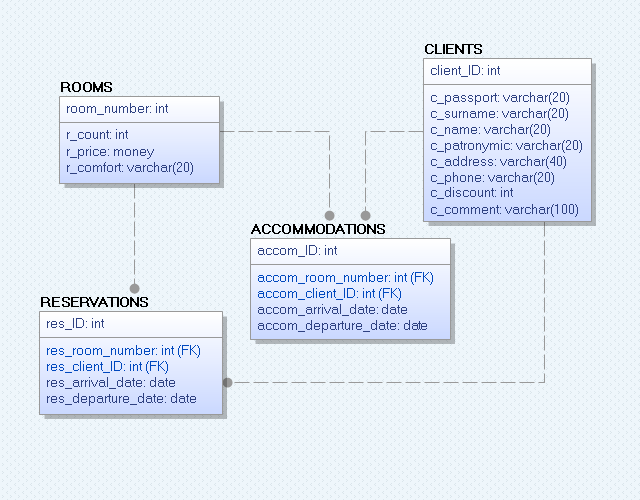 CLIENTS
client_ID: int
c_passport: varchar(20)
c_surname: varchar(20)
c_name: varchar(20)
c_patronymic: varchar(20)
c_address: varchar(40)
c_phone: varchar(20)
c_discount: int
c_comment: varchar(100)
ROOMS
room_number: int
r_count: int
r_price: money
r_comfort: varchar(20)
ACCOMMODATIONS
accom_ID: int
accom_room_number: int (FK)
accom_client_ID: int (FK)
accom_arrival_date: date
accom_departure_date: date
RESERVATIONS
res_ID: int
res_room_number: int (FK)
res_client_ID: int (FK)
res_arrival_date: date
res_departure_date: date